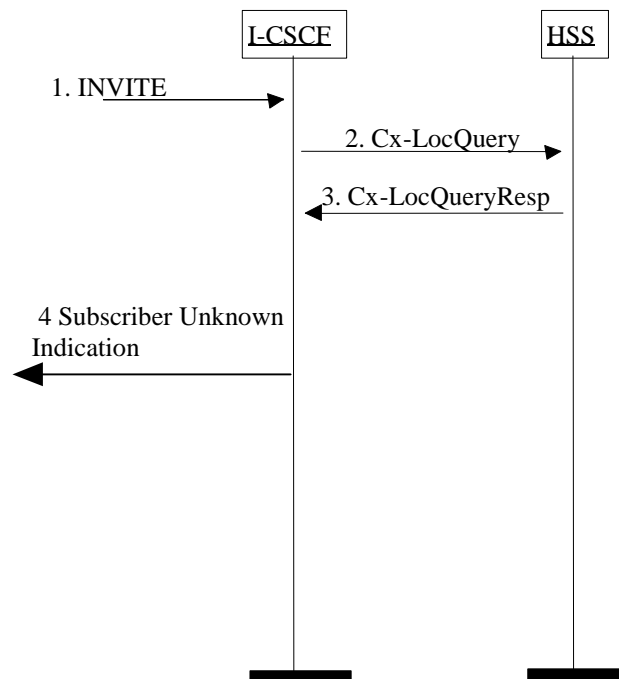 I-CSCF
HSS
1. INVITE
2. Cx-LocQuery
3. Cx-LocQueryResp
4 Subscriber Unknown
Indication